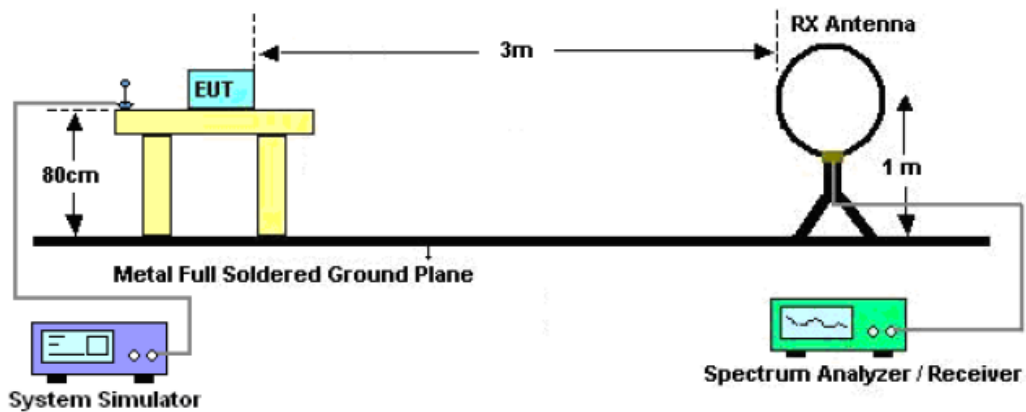 RX Antenna
3m
EUT
80cm
1 m
Metal Full Soldered Ground Plane
System Simulator
Spectrum Analyzer / Receiver